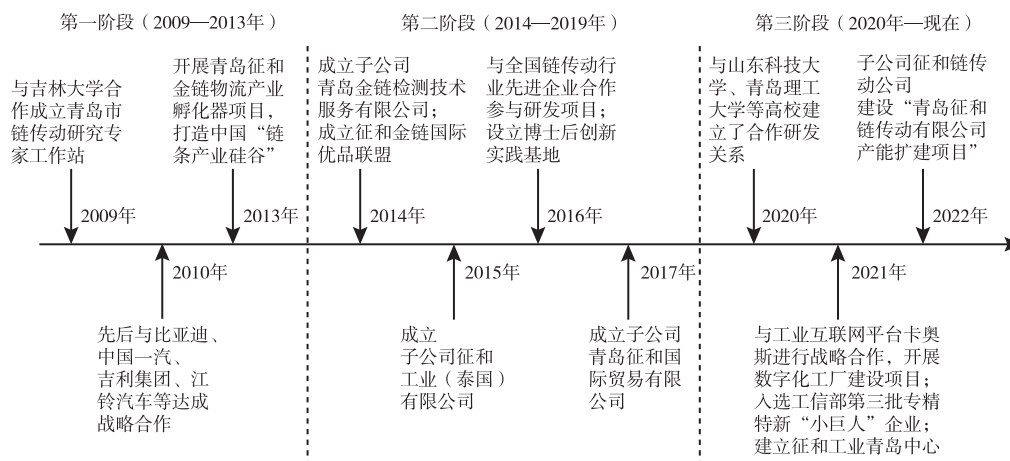 第一阶段（2009—2013年）
第二阶段（2014—2019年）
第三阶段（2020年—现在）
与吉林大学合
作成立青岛市
链传动研究专
家工作站
开展青岛征和
金链物流产业
孵化器项目，
打造中国“链
条产业硅谷”
成立子公司
青岛金链检测技术
服务有限公司；
成立征和金链国际
优品联盟
与全国链传动行
业先进企业合作
参与研发项目；
设立博士后创新
实践基地
与山东科技大
学、青岛理工
大学等高校建
立了合作研发
关系
子公司征和链传
动公司
建设“青岛征和
链传动有限公司
产能扩建项目”
2009年
2013年
2014年
2016年
2020年
2022年
2010年
2015年
2017年
2021年
先后与比亚迪、
中国一汽、
吉利集团、江
铃汽车等达成
战略合作
成立
子公司征和
工业（泰国）
有限公司
成立子公司
青岛征和国
际贸易有限
公司
与工业互联网平台卡奥
斯进行战略合作，开展
数字化工厂建设项目；
入选工信部第三批专精
特新“小巨人”企业；
建立征和工业青岛中心